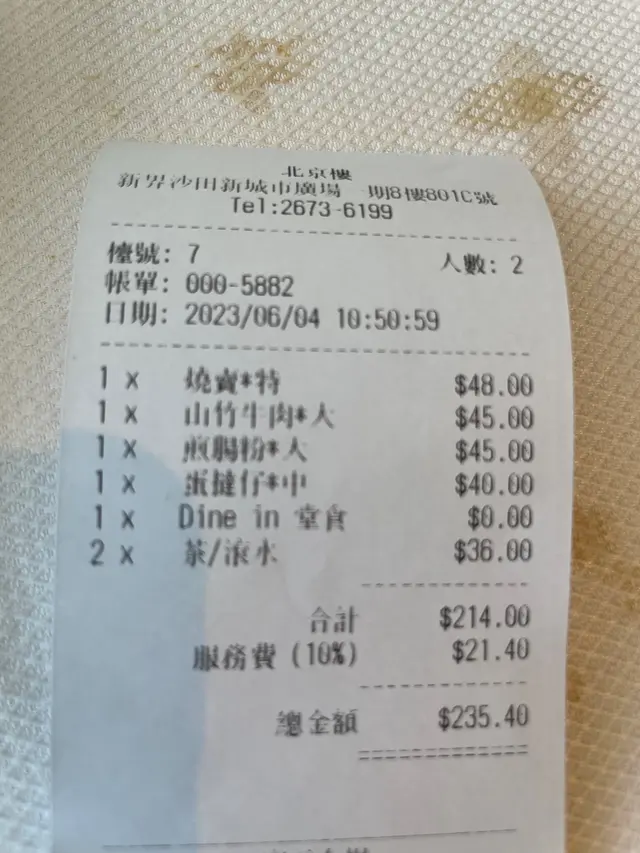 北京樓
新界沙田新城市廣場一期8樓801C號
Tel:2673-6199
檯號: 7 人數: 2
帳單: 000-5882
日期: 2023/06/04 10:50:59
1 x 燒賣*特 $48.00
1 x 山竹牛肉*大 $45.00
1 x 煎腸粉*大 $45.00
1 x 蛋撻仔*中 $40.00
1 x Dine in 堂食 $0.00
2 x 茶/滾水 $36.00
合計 $214.00
服務費 (10%) $21.40
總金額 $235.40